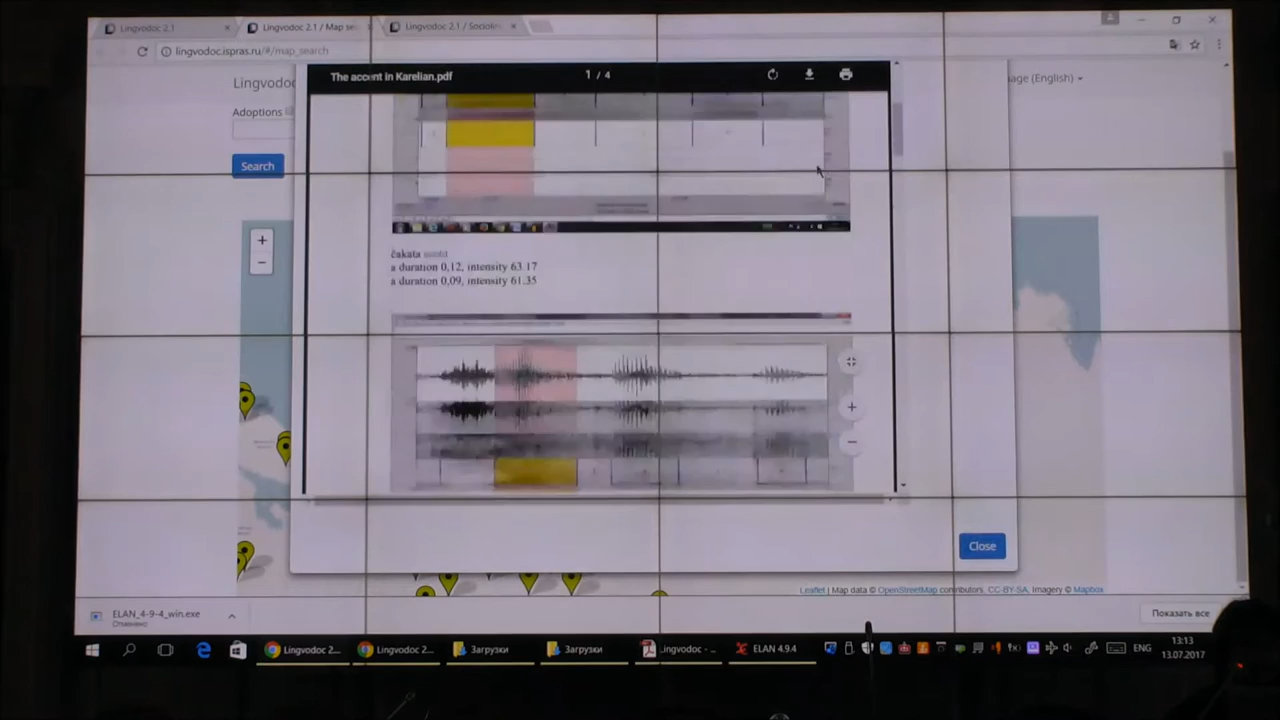 Lingvodoc 2.1
Lingvodoc 2.1 / Map se
Lingvodoc 2.1 / Sociolin
lingvodoc.ispras.ru/#/map_search
Lingvodoc
age (English)
The accent in Karelian.pdf
1 / 4
Adoptions
Search
+
−
čakata
a duration 0,12, intensity 63.17
a duration 0,09, intensity 61.35
+
−
Close
Leaflet | Map data © OpenStreetMap contributors, CC-BY-SA, Imagery © Mapbox
ELAN_4-9-4_win.exe
Отменено
Показать все
Lingvodoc 2...
Lingvodoc 2...
Загрузки
Загрузки
Lingvodoc - ...
ELAN 4.9.4
ENG
13:13
13.07.2017